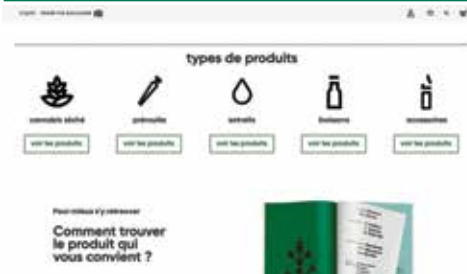 types de produits
cannabis séché
préroulés
extraits
boissons
accessoires
voir les produits
voir les produits
voir les produits
voir les produits
voir les produits
Pour mieux s'y retrouver
Comment trouver
le produit qui
vous convient ?